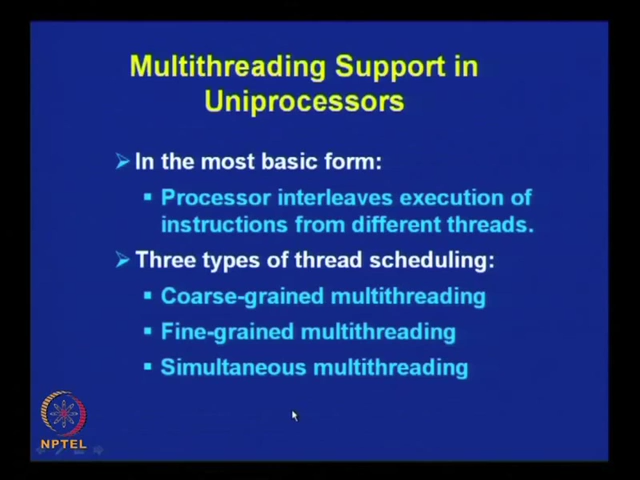 Multithreading Support in
Uniprocessors
➢ In the most basic form:
▪ Processor interleaves execution of
instructions from different threads.
➢ Three types of thread scheduling:
▪ Coarse-grained multithreading
▪ Fine-grained multithreading
▪ Simultaneous multithreading
NPTEL